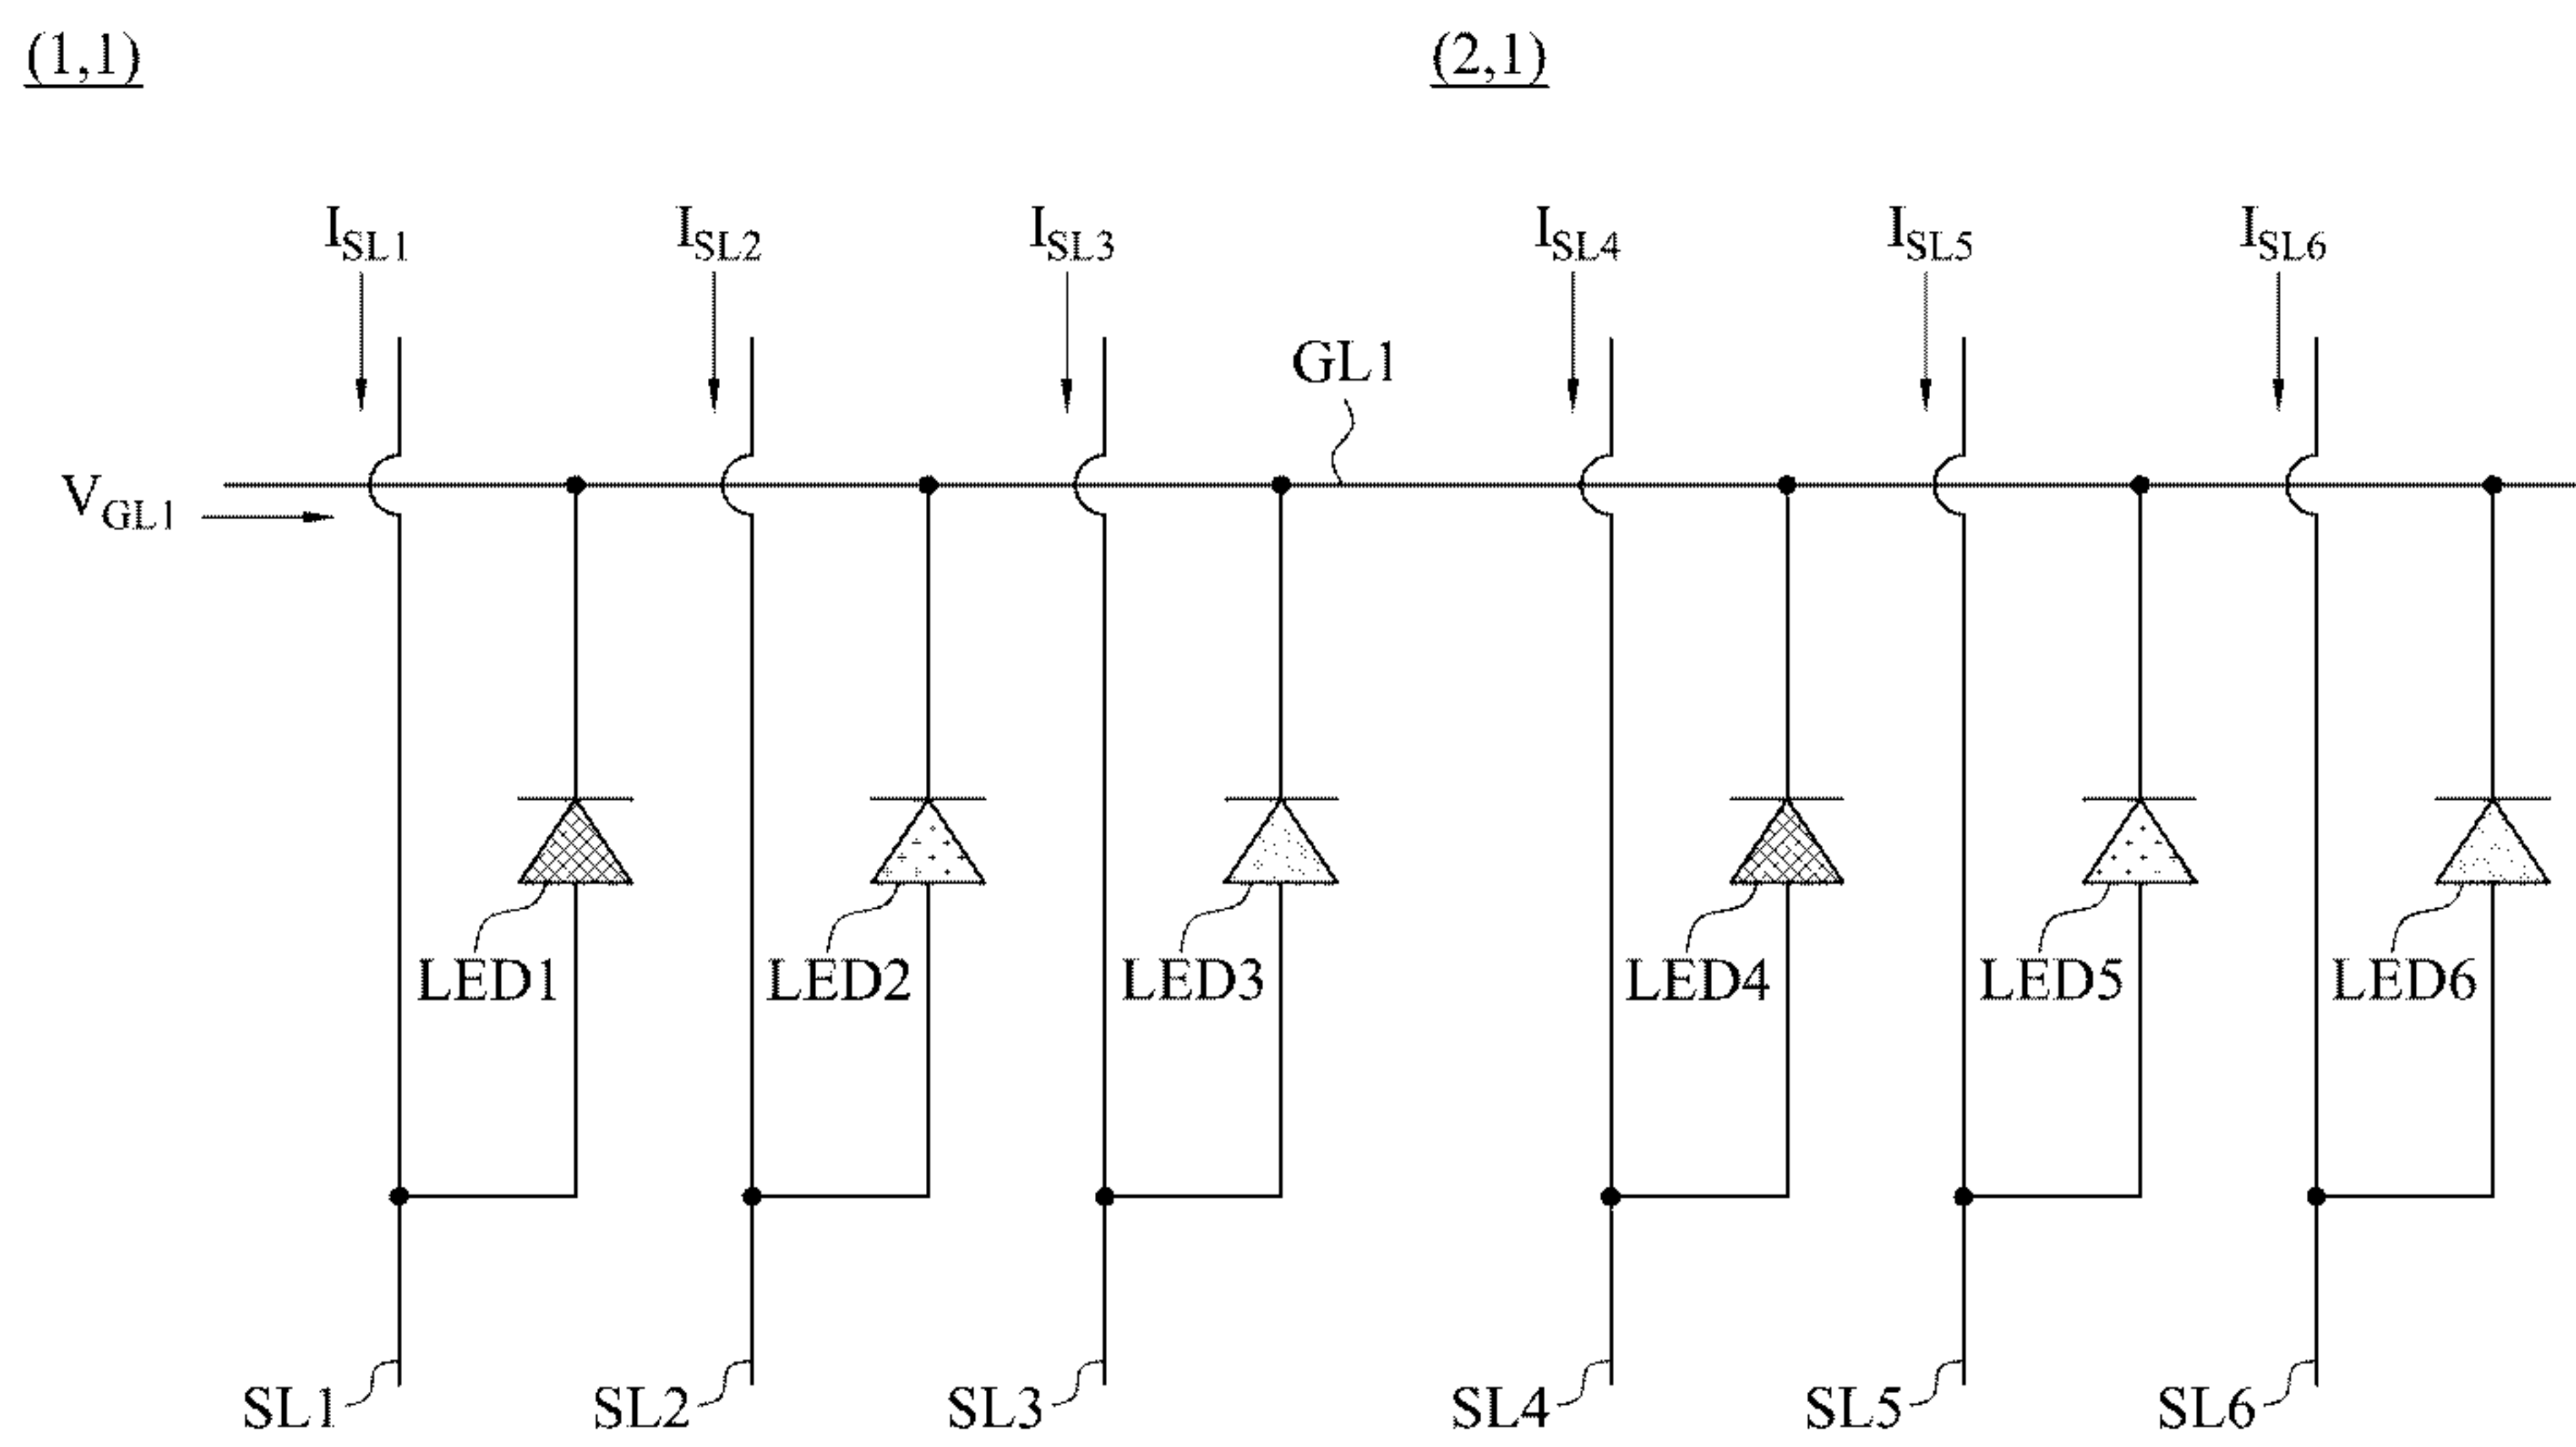 (1,1) (2,1)
I_SL1 I_SL2 I_SL3 I_SL4 I_SL5 I_SL6
GL1
V_GL1
LED1 LED2 LED3 LED4 LED5 LED6
SL1 SL2 SL3 SL4 SL5 SL6